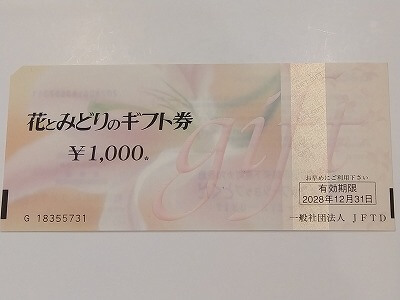 花とみどりのギフト券
¥1,000
gift
お早めにご利用下さい
有効期限
2028年12月31日
G 18355731
一般社団法人 JFTD